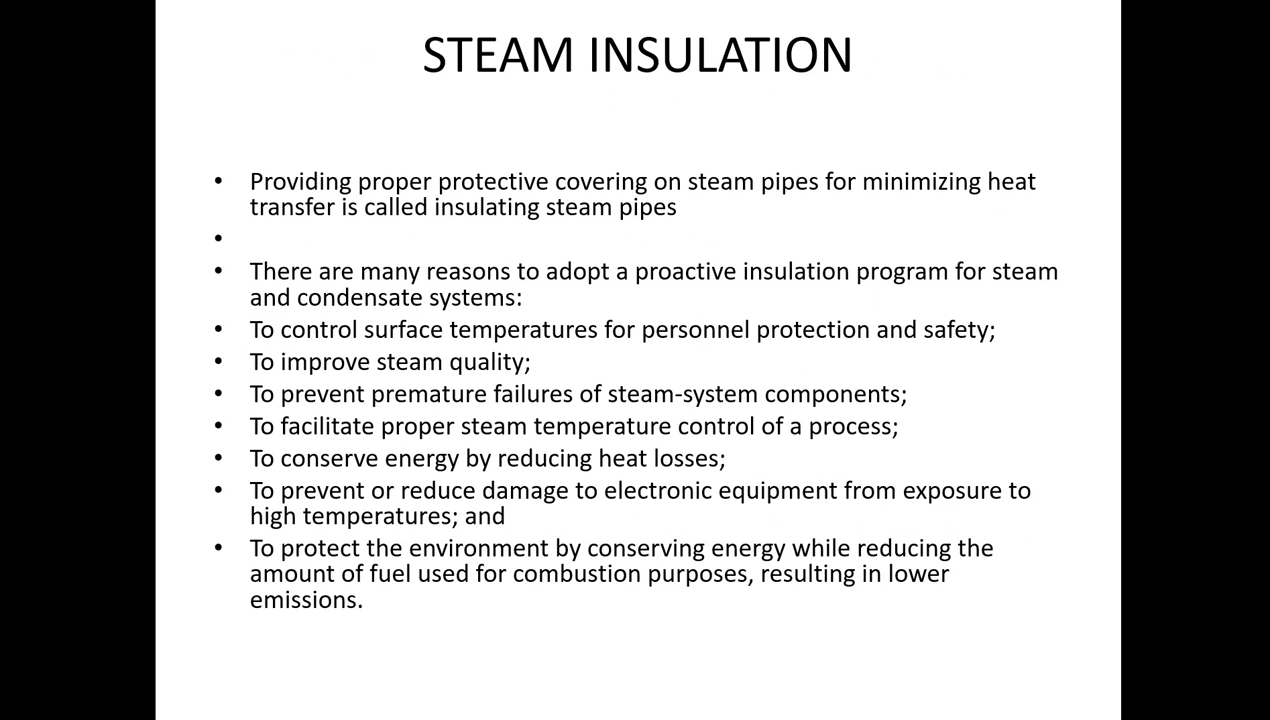 STEAM INSULATION
• Providing proper protective covering on steam pipes for minimizing heat
transfer is called insulating steam pipes
•
• There are many reasons to adopt a proactive insulation program for steam
and condensate systems:
• To control surface temperatures for personnel protection and safety;
• To improve steam quality;
• To prevent premature failures of steam-system components;
• To facilitate proper steam temperature control of a process;
• To conserve energy by reducing heat losses;
• To prevent or reduce damage to electronic equipment from exposure to
high temperatures; and
• To protect the environment by conserving energy while reducing the
amount of fuel used for combustion purposes, resulting in lower
emissions.